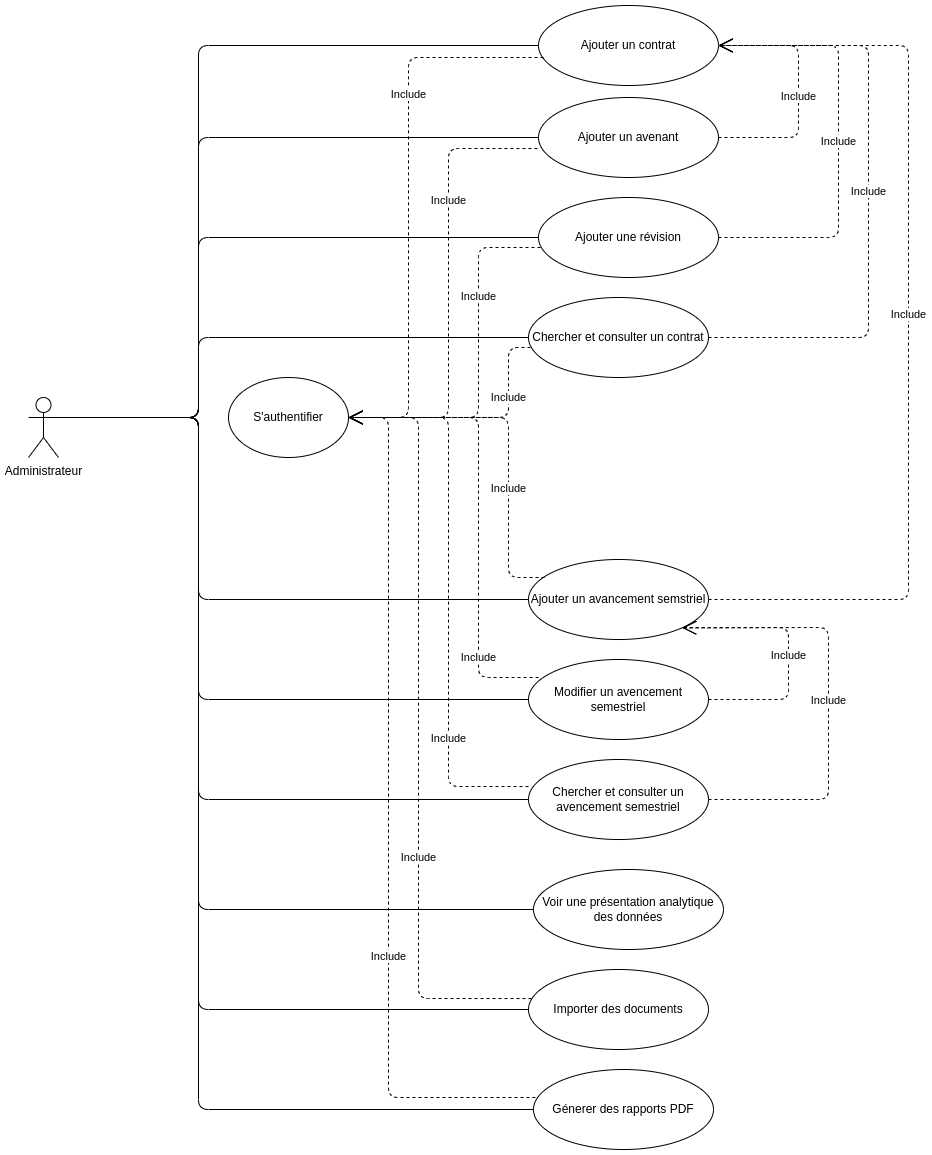 Ajouter un contrat
Include
Include
Ajouter un avenant
Include
Include
Include
Ajouter une révision
Include
Include
Chercher et consulter un contrat
Include
S'authentifier
Administrateur
Include
Ajouter un avancement semstriel
Include
Include
Modifier un avencement
semestriel
Include
Include
Chercher et consulter un
avencement semestriel
Include
Voir une présentation analytique
des données
Include
Importer des documents
Génerer des rapports PDF